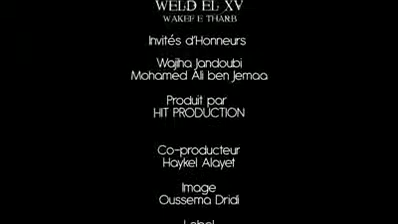 WELD EL XV
WAKEF E THARB
Invités d'Honneurs
Wajiha Jandoubi
Mohamed Ali ben Jemaa
Produit par
HIT PRODUCTION
Co-producteur
Haykel Alayet
Image
Oussema Dridi
Label